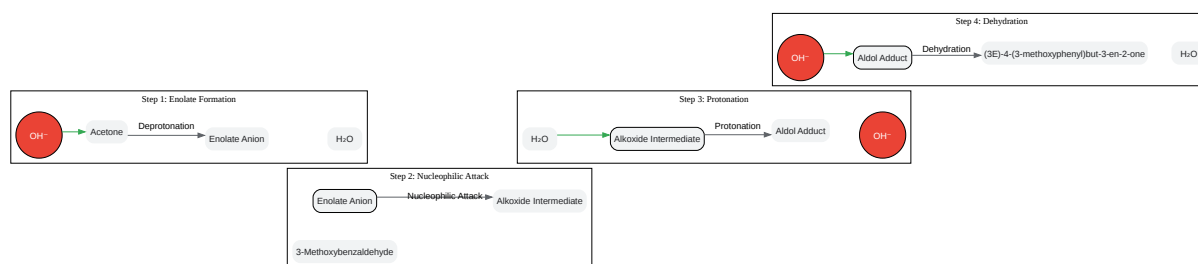 Step 1: Enolate Formation
OH⁻
Acetone
Deprotonation
Enolate Anion
H₂O
Step 2: Nucleophilic Attack
Enolate Anion
Nucleophilic Attack
Alkoxide Intermediate
3-Methoxybenzaldehyde
Step 3: Protonation
H₂O
Alkoxide Intermediate
Protonation
Aldol Adduct
OH⁻
Step 4: Dehydration
OH⁻
Aldol Adduct
Dehydration
(3E)-4-(3-methoxyphenyl)but-3-en-2-one
H₂O